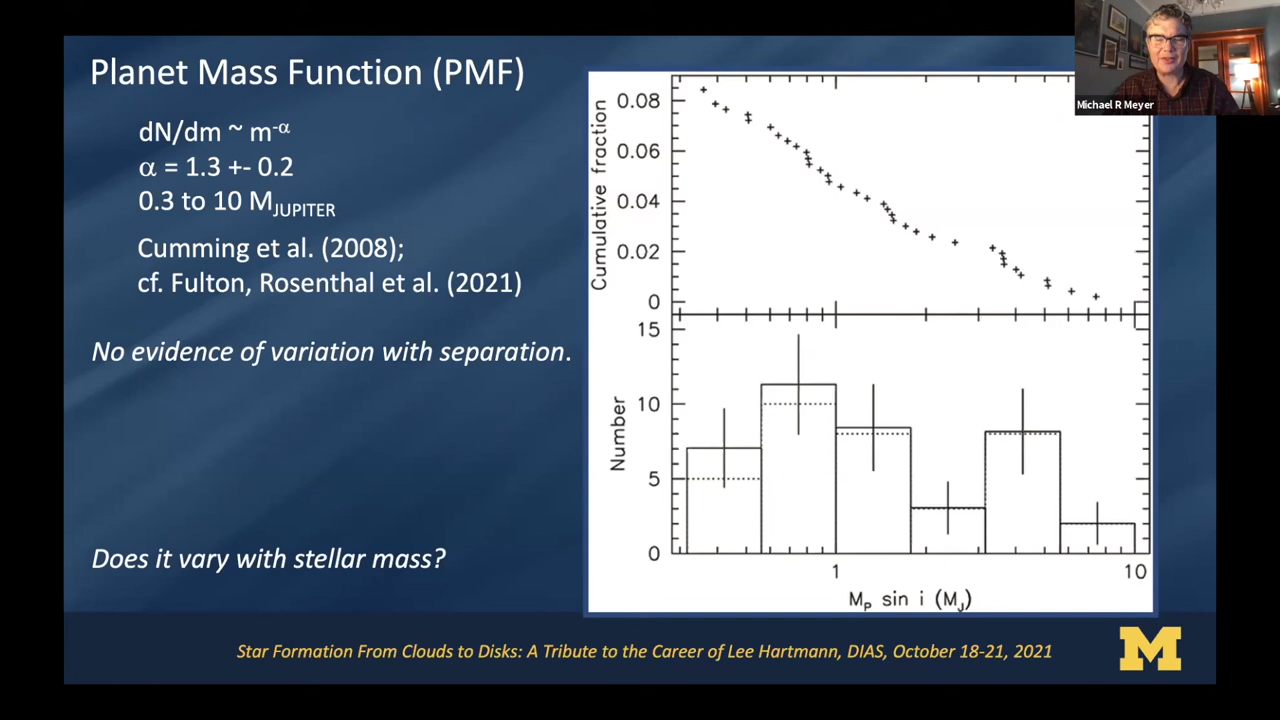 Planet Mass Function (PMF)
dN/dm ~ m-α
α = 1.3 +- 0.2
0.3 to 10 MJUPITER
Cumming et al. (2008);
cf. Fulton, Rosenthal et al. (2021)
No evidence of variation with separation.
Does it vary with stellar mass?
Cumulative fraction
0.08
0.06
0.04
0.02
0
Number
15
10
5
0
1
10
MP sin i (MJ)
Michael R Meyer
Star Formation From Clouds to Disks: A Tribute to the Career of Lee Hartmann, DIAS, October 18-21, 2021
M